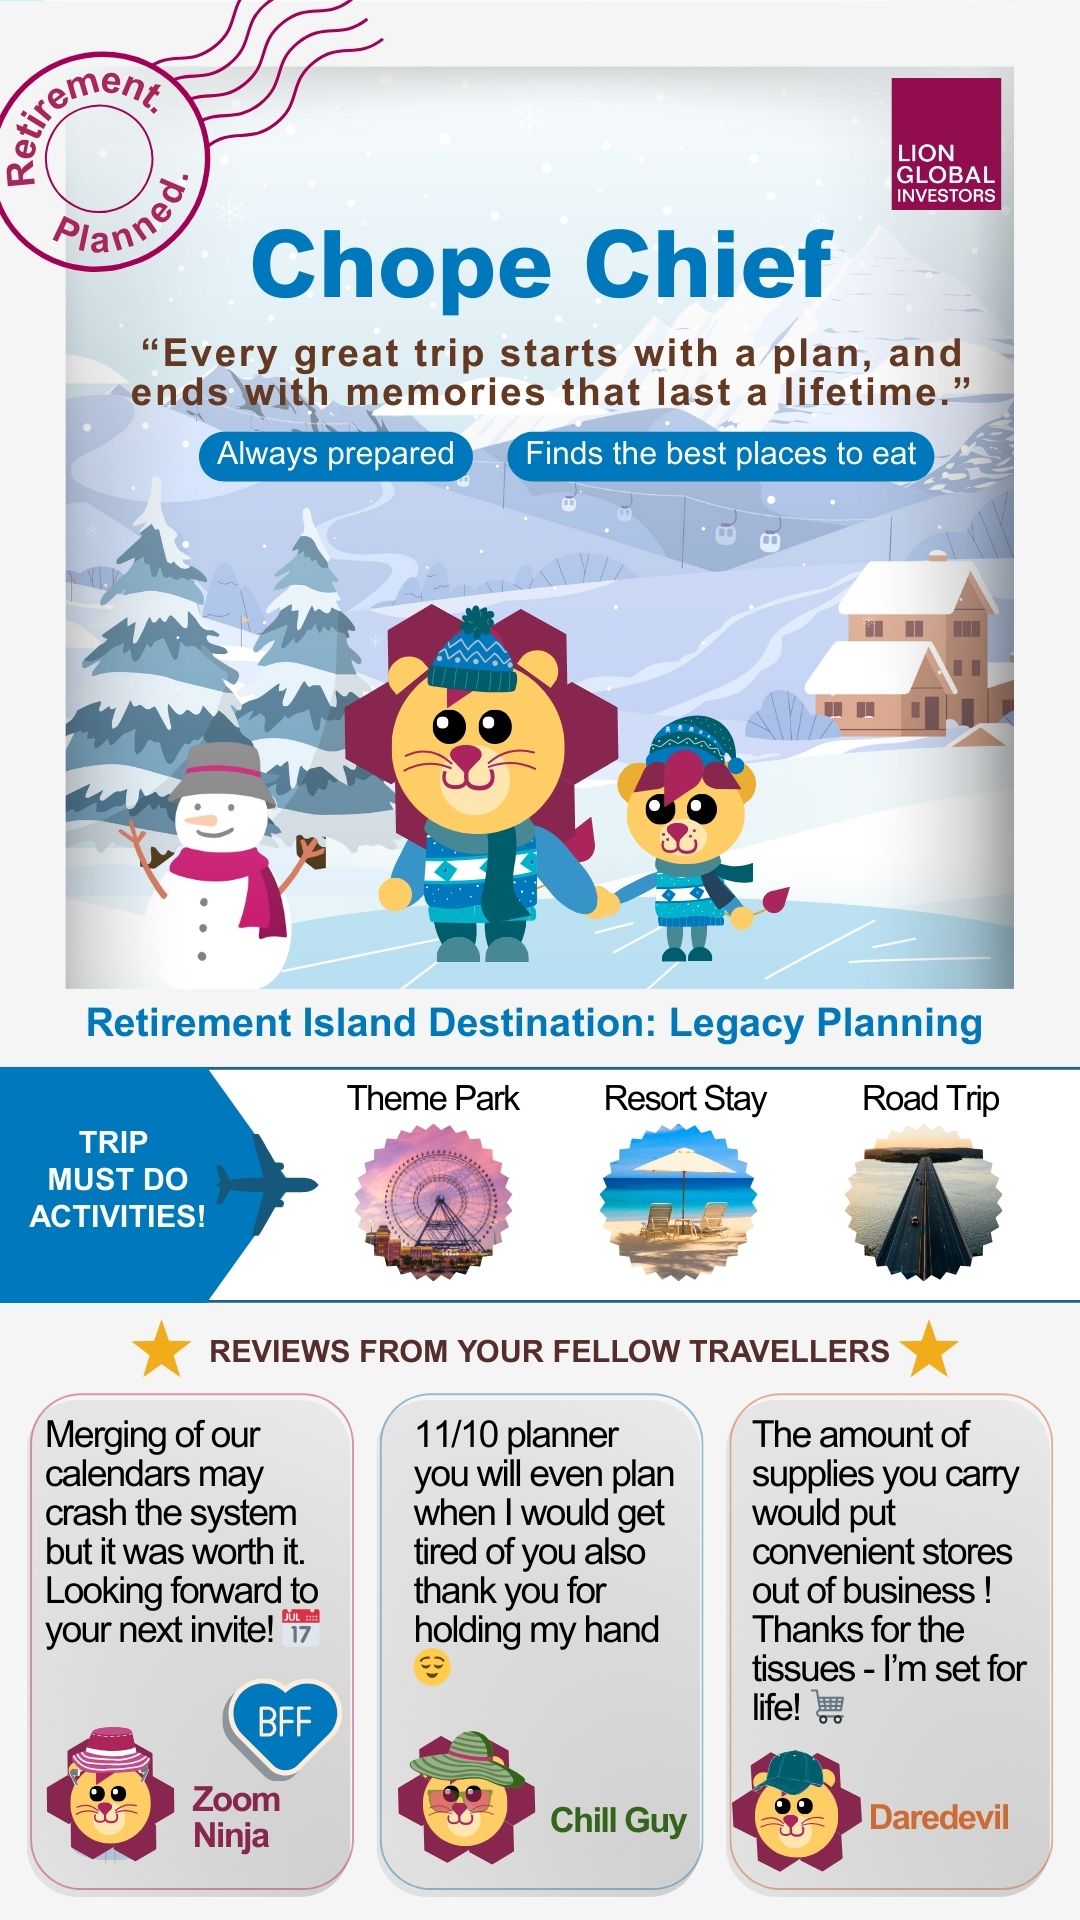 Retirement.
Planned.
LION
GLOBAL
INVESTORS
Chope Chief
“Every great trip starts with a plan, and
ends with memories that last a lifetime.”
Always prepared
Finds the best places to eat
Retirement Island Destination: Legacy Planning
TRIP
MUST DO
ACTIVITIES!
Theme Park
Resort Stay
Road Trip
REVIEWS FROM YOUR FELLOW TRAVELLERS
Merging of our
calendars may
crash the system
but it was worth it.
Looking forward to
your next invite!
JUL
17
BFF
Zoom
Ninja
11/10 planner
you will even plan
when I would get
tired of you also
thank you for
holding my hand
Chill Guy
The amount of
supplies you carry
would put
convenient stores
out of business !
Thanks for the
tissues - I’m set for
life!
Daredevil